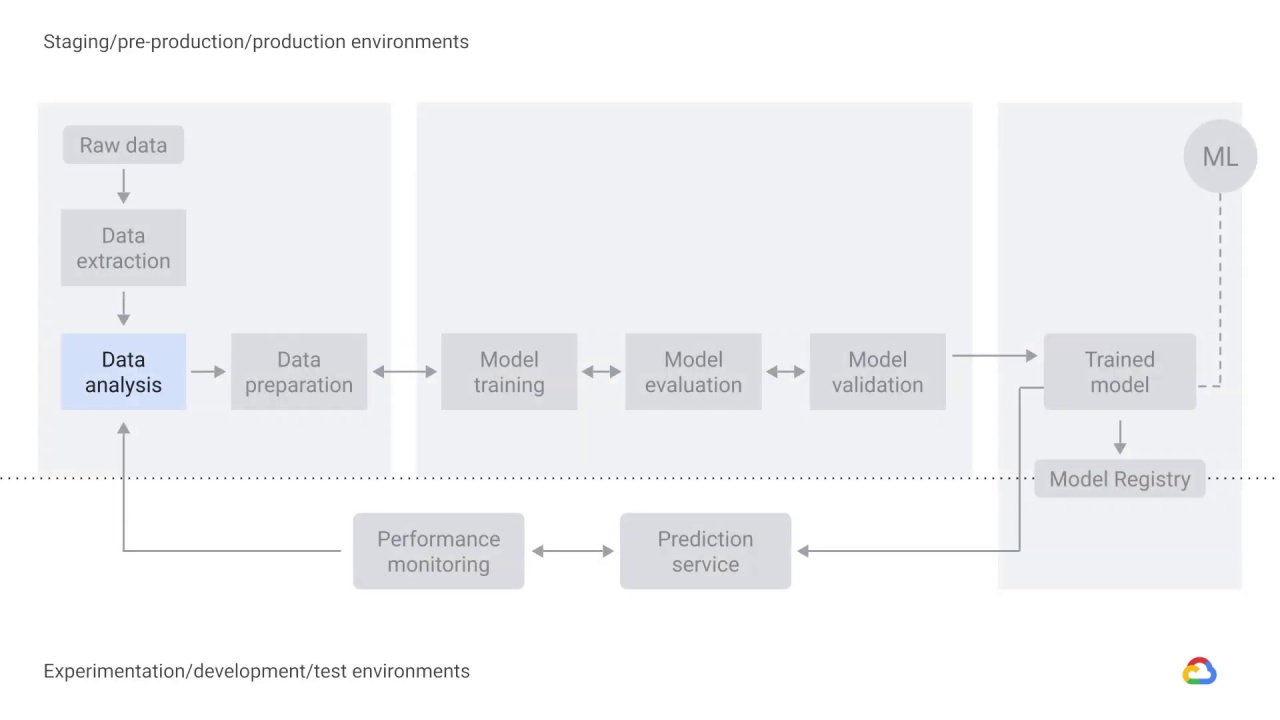 Staging/pre-production/production environments
Raw data
ML
Data
extraction
Data
analysis
Data
preparation
Model
training
Model
evaluation
Model
validation
Trained
model
Model Registry
Performance
monitoring
Prediction
service
Experimentation/development/test environments